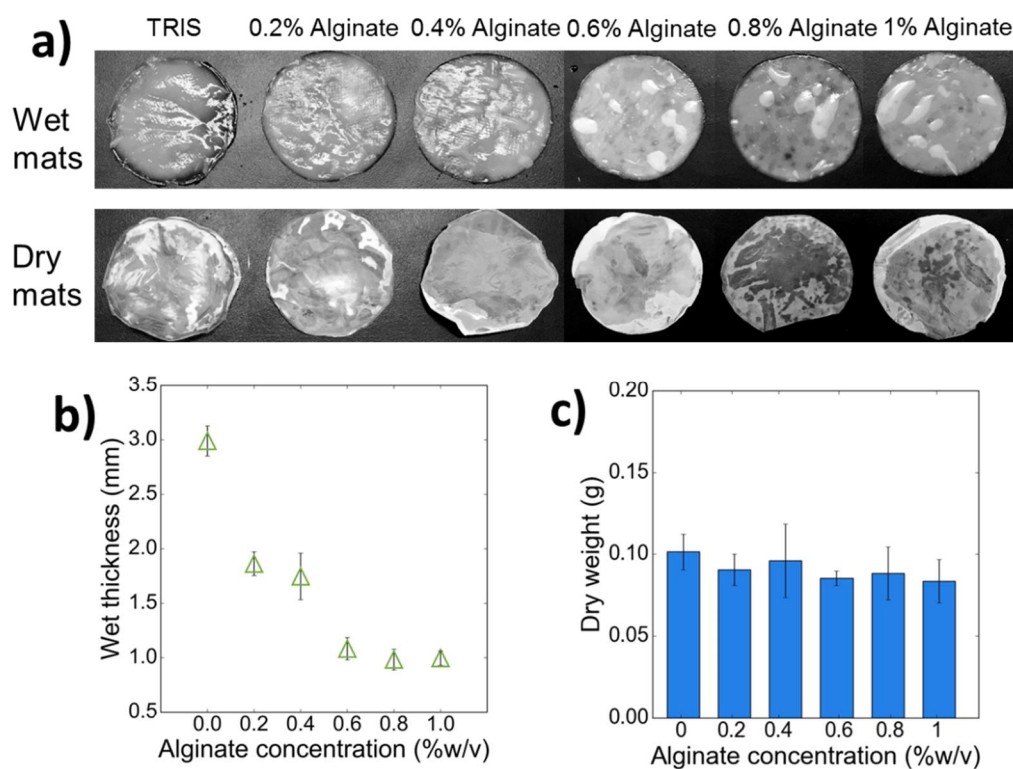 a)
TRIS 0.2% Alginate 0.4% Alginate 0.6% Alginate 0.8% Alginate 1% Alginate
Wet
mats
Dry
mats
b)
Wet thickness (mm)
3.5
3.0
2.5
2.0
1.5
1.0
0.5
0.0 0.2 0.4 0.6 0.8 1.0
Alginate concentration (%w/v)
c)
Dry weight (g)
0.20
0.15
0.10
0.05
0.00
0 0.2 0.4 0.6 0.8 1
Alginate concentration (%w/v)